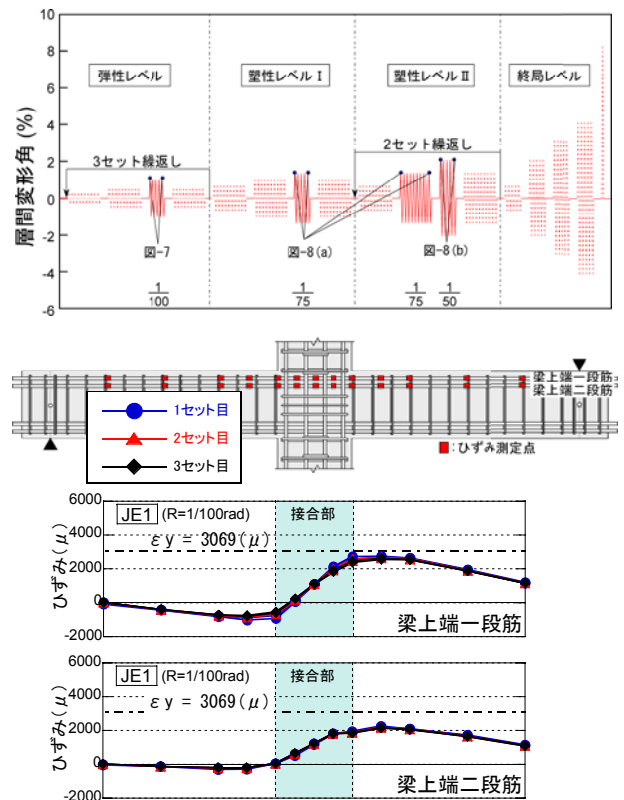 10
8
6
4
2
0
-2
-4
-6
層間変形角 (%)
弾性レベル
塑性レベル I
塑性レベル II
終局レベル
3セット繰返し
2セット繰返し
図-7
図-8(a)
図-8(b)
1
100
1
75
1
75
1
50
梁上端一段筋
梁上端二段筋
1セット目
2セット目
3セット目
:ひずみ測定点
6000
4000
2000
0
-2000
ひずみ(μ)
JE1 (R=1/100rad)
接合部
εy = 3069(μ)
梁上端一段筋
6000
4000
2000
0
-2000
ひずみ(μ)
JE1 (R=1/100rad)
接合部
εy = 3069(μ)
梁上端二段筋